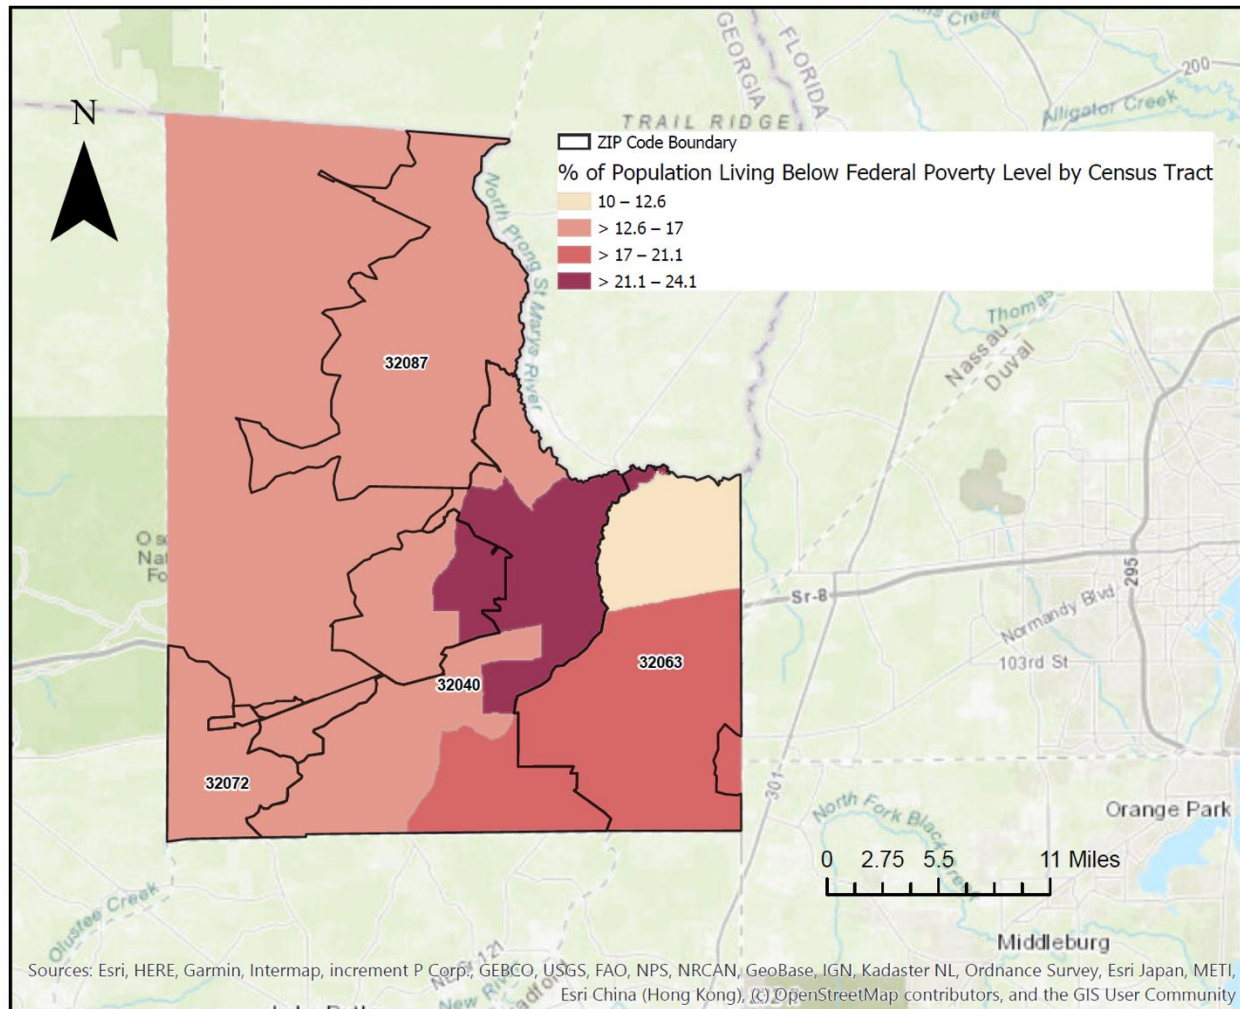 GEORGIA
FLORIDA
Creek
200
Alligator Creek
N
TRAIL RIDGE
ZIP Code Boundary
% of Population Living Below Federal Poverty Level by Census Tract
10 – 12.6
> 12.6 – 17
> 17 – 21.1
> 21.1 – 24.1
North Prong St Marys River
Thomas
Nassau
Duval
32087
295
Sr-8
Normandy Blvd
103rd St
32063
32040
32072
301
North Fork Black Creek
Orange Park
0 2.75 5.5 11 Miles
Olustee Creek
Middleburg
Sources: Esri, HERE, Garmin, Intermap, increment P Corp., GEBCO, USGS, FAO, NPS, NRCAN, GeoBase, IGN, Kadaster NL, Ordnance Survey, Esri Japan, METI,
Esri China (Hong Kong), (c) OpenStreetMap contributors, and the GIS User Community